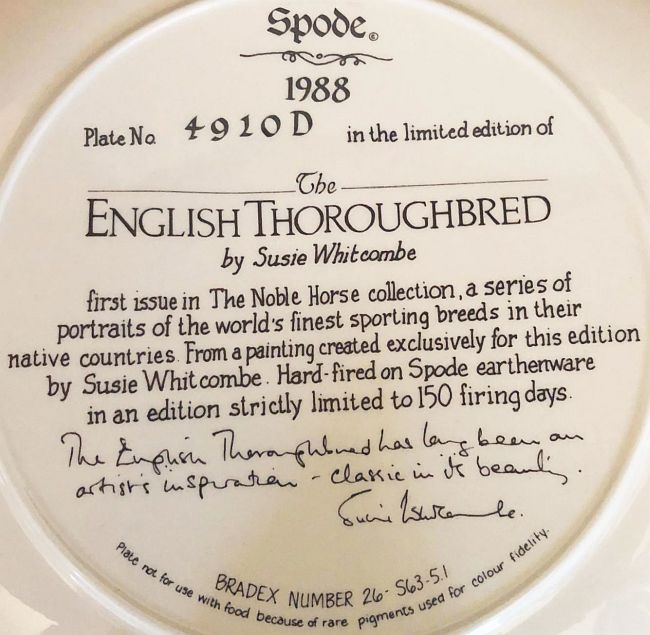 Spode®
1988
Plate No. 4910D in the limited edition of
The
ENGLISH THOROUGHBRED
by Susie Whitcombe
first issue in The Noble Horse collection, a series of
portraits of the world's finest sporting breeds in their
native countries. From a painting created exclusively for this edition
by Susie Whitcombe. Hard-fired on Spode earthenware
in an edition strictly limited to 150 firing days.
The English Thoroughbred has long been an
artist's inspiration - classic in its beauty.
Susie Whitcombe.
BRADEX NUMBER 26-S63-5.1
Plate not for use with food because of rare pigments used for colour fidelity.